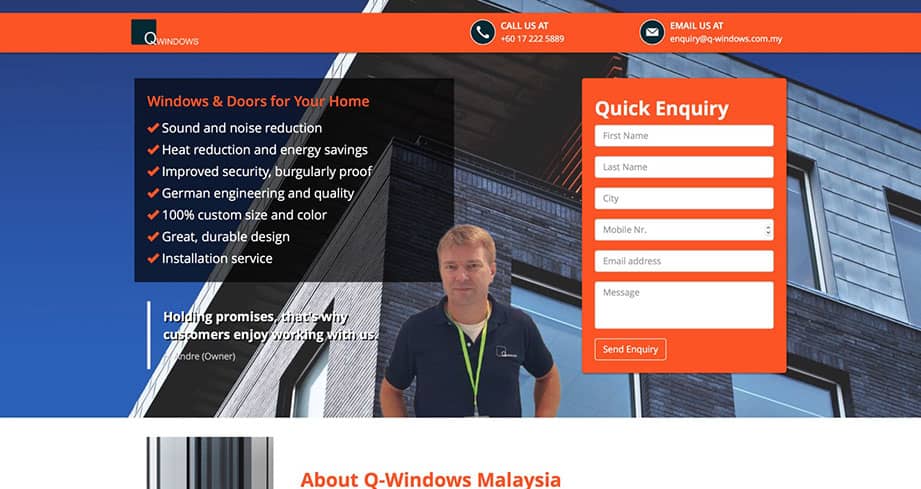 QWINDOWS
CALL US AT
+60 17 222 5889
EMAIL US AT
enquiry@q-windows.com.my
Windows & Doors for Your Home
Sound and noise reduction
Heat reduction and energy savings
Improved security, burgularly proof
German engineering and quality
100% custom size and color
Great, durable design
Installation service
Holding promises, that's why
customers enjoy working with us.
Andre (Owner)
QWINDOWS
Quick Enquiry
First Name
Last Name
City
Mobile Nr.
Email address
Message
Send Enquiry
About Q-Windows Malaysia